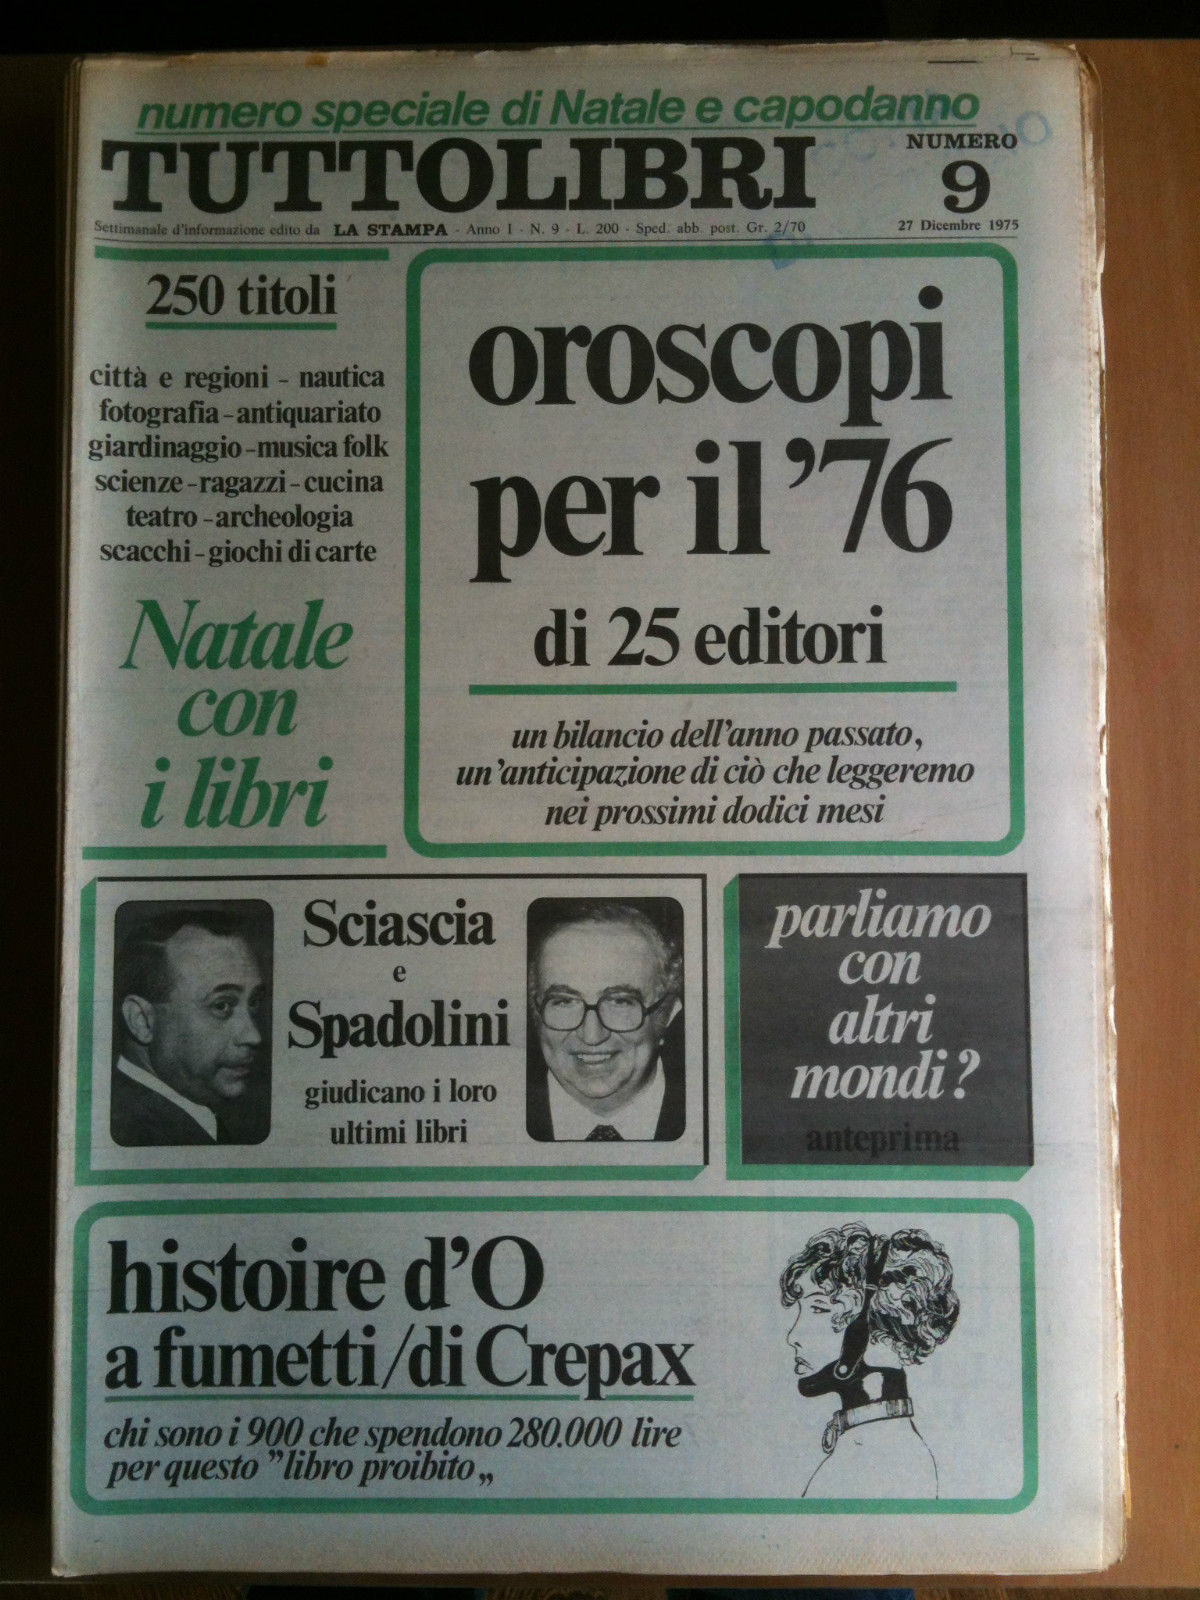 numero speciale di Natale e capodanno
TUTTOLIBRI
NUMERO
9
Settimanale d'informazione edito da LA STAMPA - Anno I - N. 9 - L. 200 - Sped. abb. post. Gr. 2/70
27 Dicembre 1975
250 titoli
città e regioni - nautica
fotografia - antiquariato
giardinaggio - musica folk
scienze - ragazzi - cucina
teatro - archeologia
scacchi - giochi di carte
Natale
con
i libri
oroscopi
per il '76
di 25 editori
un bilancio dell'anno passato,
un'anticipazione di ciò che leggeremo
nei prossimi dodici mesi
Sciascia
e
Spadolini
giudicano i loro
ultimi libri
parliamo
con
altri
mondi?
anteprima
histoire d'O
a fumetti/di Crepax
chi sono i 900 che spendono 280.000 lire
per questo "libro proibito„